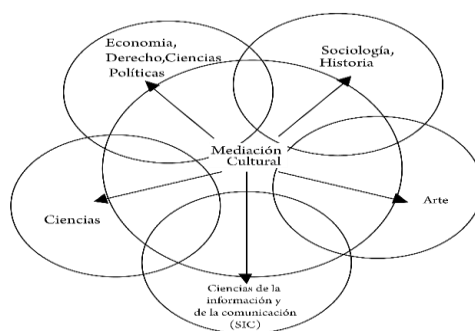 Economia,
Derecho,Ciencias
Políticas
Sociología,
Historia
Mediación
Cultural
Ciencias
Arte
Ciencias de la
información y
de la comunicación
(SIC)